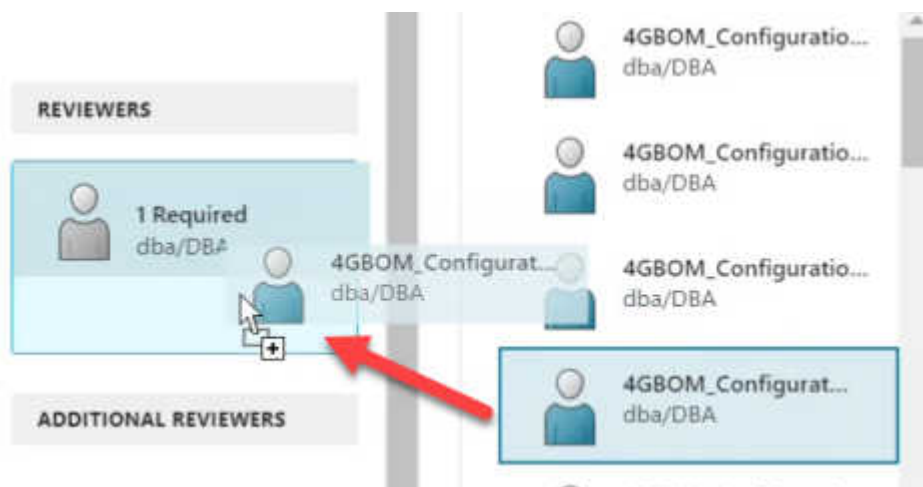 REVIEWERS
1 Required
dba/DBA
4GBOM_Configurat...
dba/DBA
ADDITIONAL REVIEWERS
4GBOM_Configuratio...
dba/DBA
4GBOM_Configuratio...
dba/DBA
4GBOM_Configuratio...
dba/DBA
4GBOM_Configurat...
dba/DBA